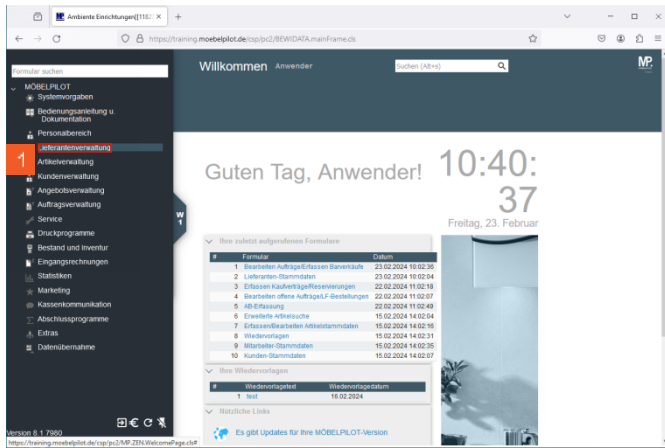 Ambiente Einrichtungen[[1182
https://training.moebelpilot.de/csp/pc2/BEWIDATA.mainFrame.cls
Formular suchen
MÖBELPILOT
Systemvorgaben
Bedienungsanleitung u.
Dokumentation
Personalbereich
1
Lieferantenverwaltung
Artikelverwaltung
Kundenverwaltung
Angebotsverwaltung
Auftragsverwaltung
Service
Druckprogramme
Bestand und Inventur
Eingangsrechnungen
Statistiken
Marketing
Kassenkommunikation
Abschlussprogramme
Extras
Datenübernahme
Version 8.1 7980
https://training.moebelpilot.de/csp/pc2/MP.ZEN.WelcomePage.cls#
W
1
Willkommen Anwender
Suchen (Alt+s)
MP.
Guten Tag, Anwender!
10:40:
37
Freitag, 23. Februar
Ihre zuletzt aufgerufenen Formulare
# Formular Datum
1 Bearbeiten Aufträge/Erfassen Barverkäufe 23.02.2024 10:02:36
2 Lieferanten-Stammdaten 23.02.2024 10:02:04
3 Erfassen Kaufverträge/Reservierungen 22.02.2024 11:02:18
4 Bearbeiten offene Aufträge/LF-Bestellungen 22.02.2024 11:02:07
5 AB-Erfassung 22.02.2024 11:02:49
6 Erweiterte Artikelsuche 15.02.2024 14:02:04
7 Erfassen/Bearbeiten Artikelstammdaten 15.02.2024 14:02:16
8 Wiedervorlagen 15.02.2024 14:02:31
9 Mitarbeiter-Stammdaten 15.02.2024 14:02:35
10 Kunden-Stammdaten 15.02.2024 14:02:07
Ihre Wiedervorlagen
# Wiedervorlagetext Wiedervorlagedatum
1 test 16.02.2024
Nützliche Links
Es gibt Updates für Ihre MÖBELPILOT-Version